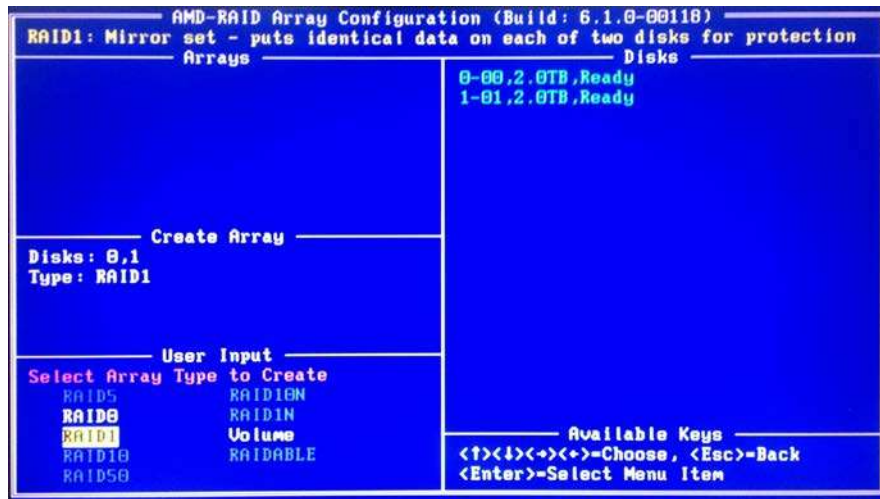 AMD-RAID Array Configuration (Build: 6.1.0-00118)
RAID1: Mirror set - puts identical data on each of two disks for protection
Arrays
Disks
0-00,2.0TB,Ready
1-01,2.0TB,Ready
Create Array
Disks: 0,1
Type: RAID1
User Input
Select Array Type to Create
RAID5 RAID10N
RAID0 RAID1N
RAID1 Volume
RAID10 RAIDABLE
RAID50
Available Keys
<↑><↓><→><←>=Choose, <Esc>=Back
<Enter>=Select Menu Item